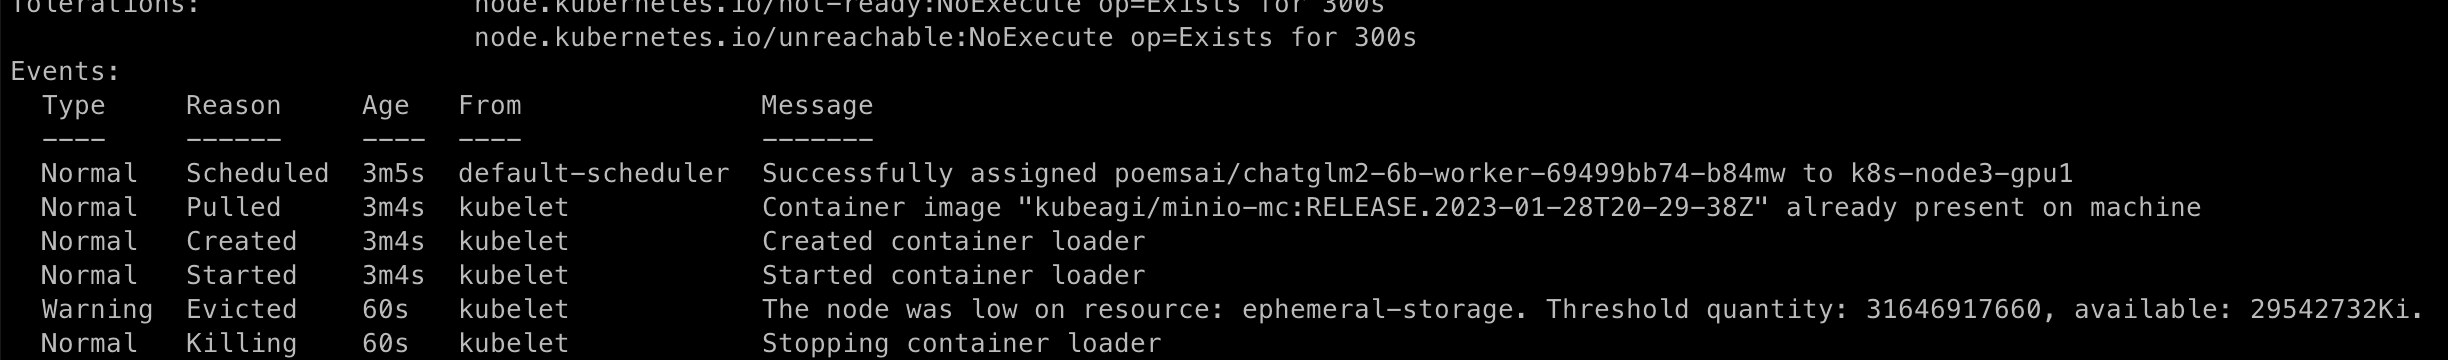 Tolerations:                 node.kubernetes.io/not-ready:NoExecute op=Exists for 300s
                             node.kubernetes.io/unreachable:NoExecute op=Exists for 300s
Events:
  Type     Reason     Age   From               Message
  ----     ------     ----  ----               -------
  Normal   Scheduled  3m5s  default-scheduler  Successfully assigned poemsai/chatglm2-6b-worker-69499bb74-b84mw to k8s-node3-gpu1
  Normal   Pulled     3m4s  kubelet            Container image "kubeagi/minio-mc:RELEASE.2023-01-28T20-29-38Z" already present on machine
  Normal   Created    3m4s  kubelet            Created container loader
  Normal   Started    3m4s  kubelet            Started container loader
  Warning  Evicted    60s   kubelet            The node was low on resource: ephemeral-storage. Threshold quantity: 31646917660, available: 29542732Ki.
  Normal   Killing    60s   kubelet            Stopping container loader